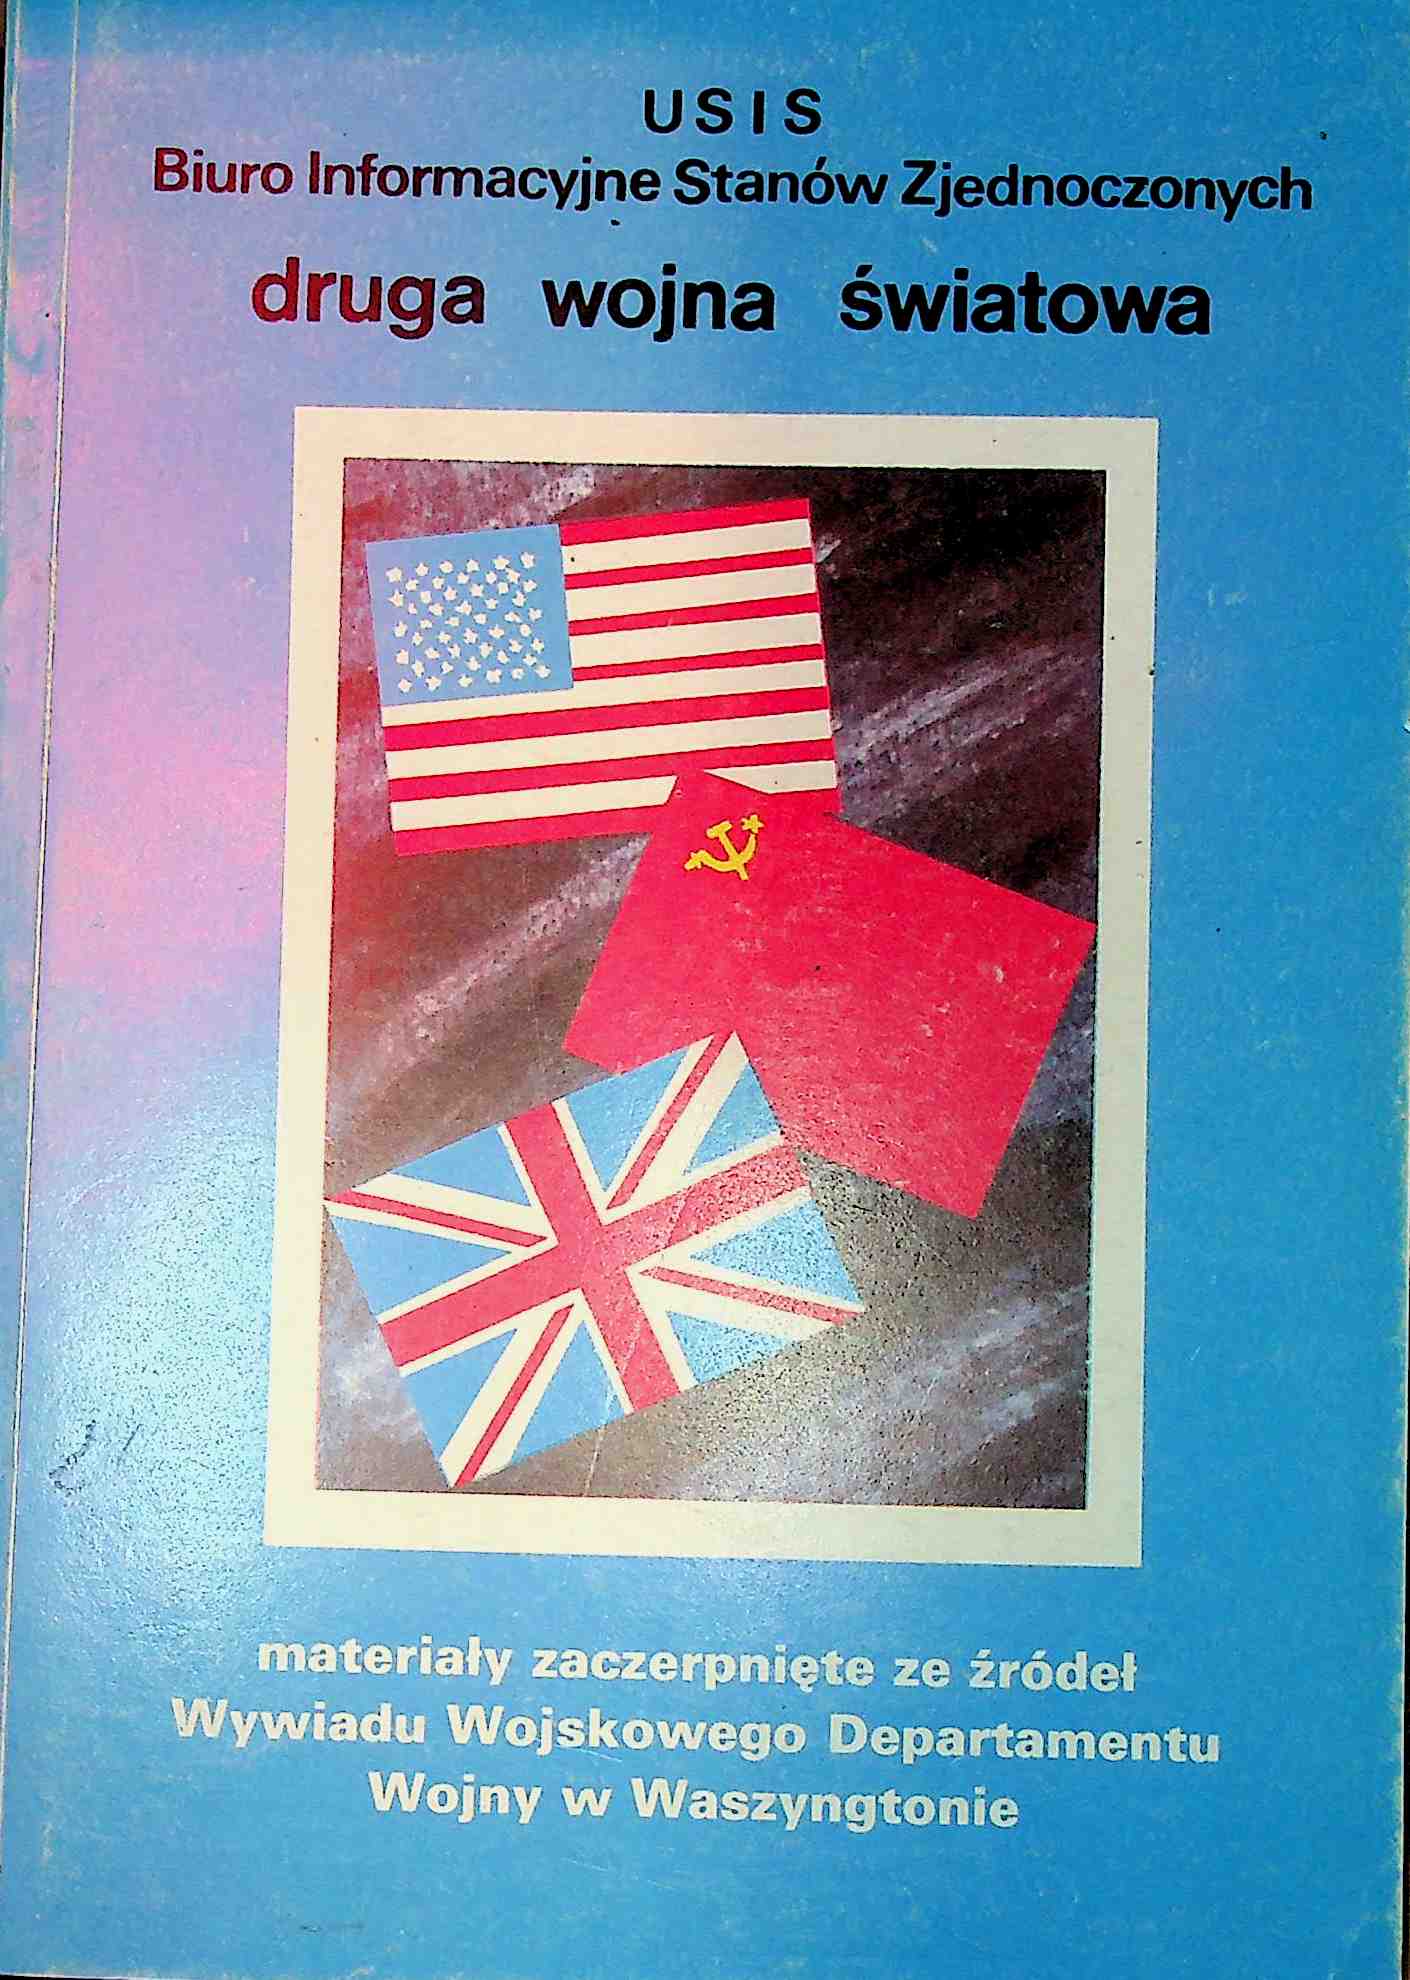 USIS
Biuro Informacyjne Stanów Zjednoczonych
druga wojna światowa
materiały zaczerpnięte ze źródeł
Wywiadu Wojskowego Departamentu
Wojny w Waszyngtonie